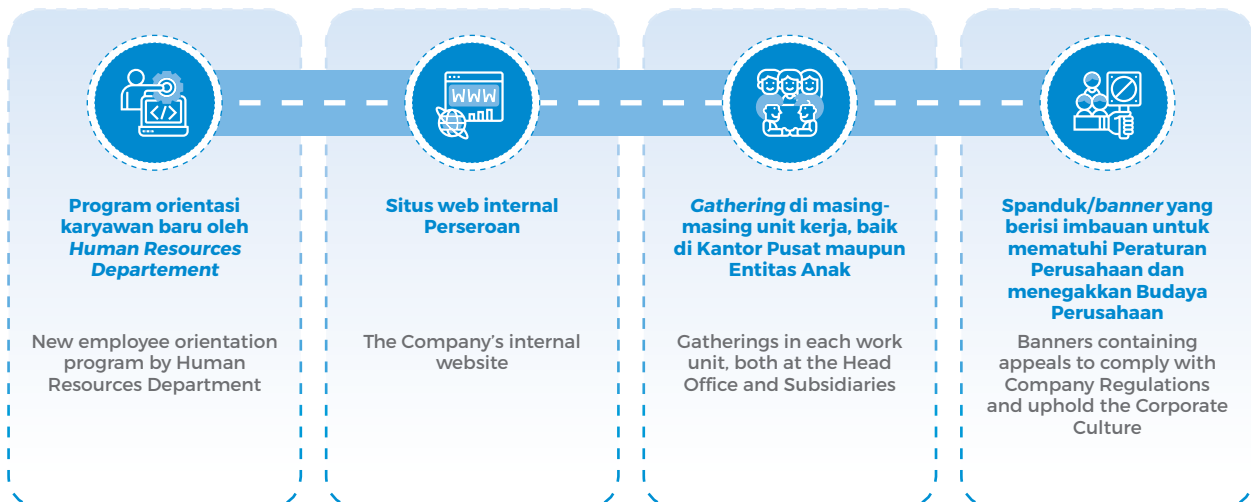 WWW
</>
Program orientasi
karyawan baru oleh
Human Resources
Departement
New employee orientation
program by Human
Resources Department
Situs web internal
Perseroan
The Company's internal
website
Gathering di masing-
masing unit kerja, baik
di Kantor Pusat maupun
Entitas Anak
Gatherings in each work
unit, both at the Head
Office and Subsidiaries
Spanduk/banner yang
berisi imbauan untuk
mematuhi Peraturan
Perusahaan dan
menegakkan Budaya
Perusahaan
Banners containing
appeals to comply with
Company Regulations
and uphold the Corporate
Culture